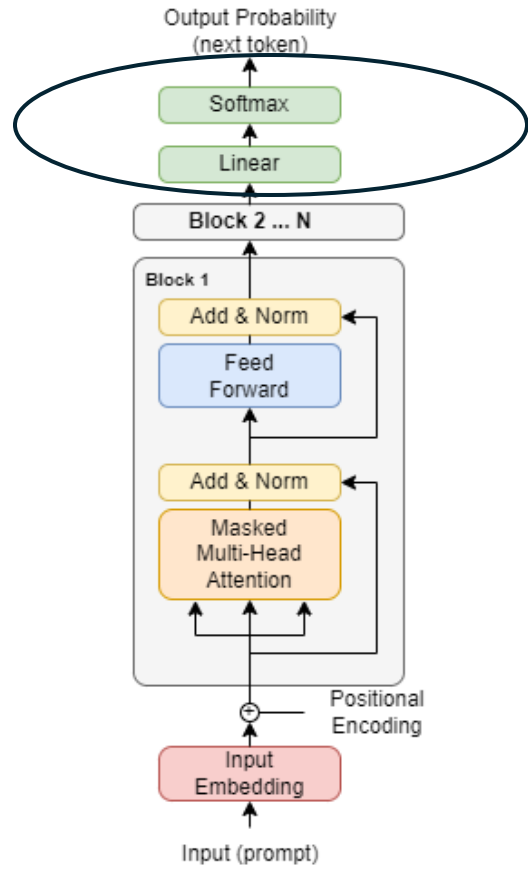 Output Probability
(next token)
Softmax
Linear
Block 2 ... N
Block 1
Add & Norm
Feed
Forward
Add & Norm
Masked
Multi-Head
Attention
Positional
Encoding
Input
Embedding
Input (prompt)